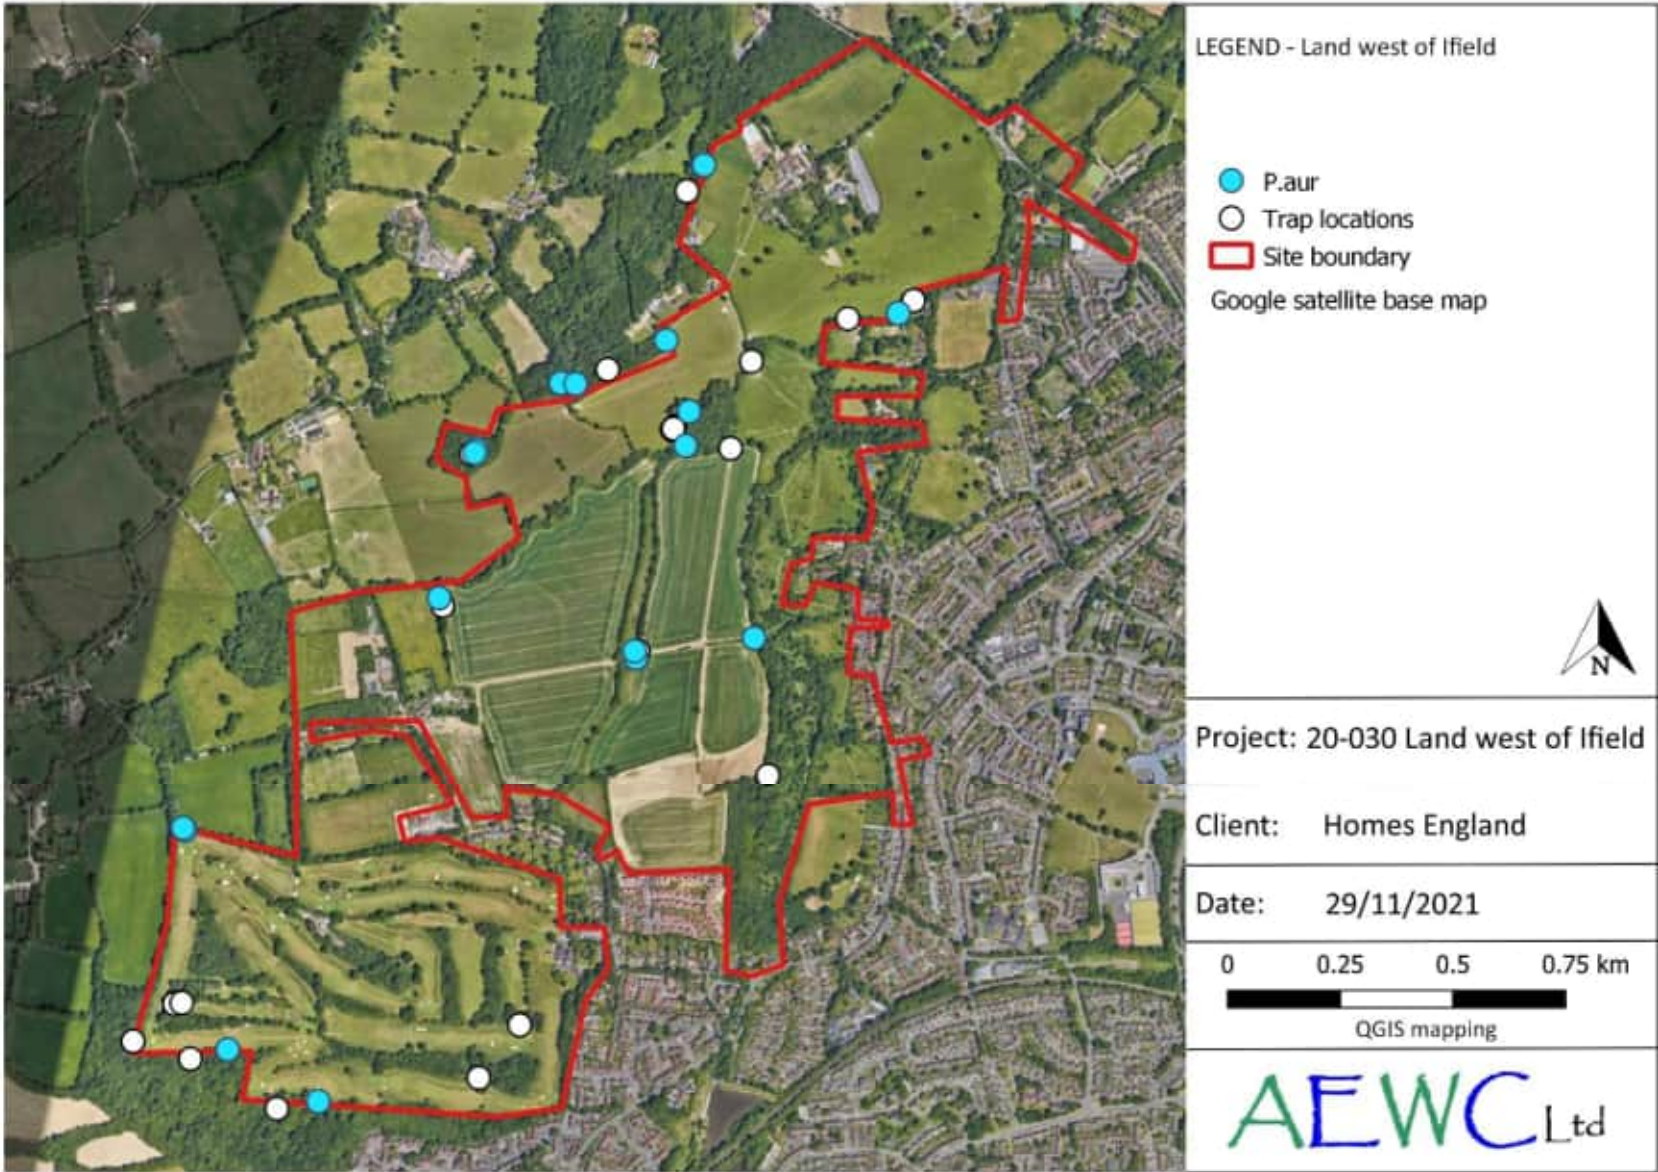 LEGEND - Land west of Ifield
P.aur
Trap locations
Site boundary
Google satellite base map
N
Project: 20-030 Land west of Ifield
Client: Homes England
Date: 29/11/2021
0 0.25 0.5 0.75 km
QGIS mapping
AEWC Ltd